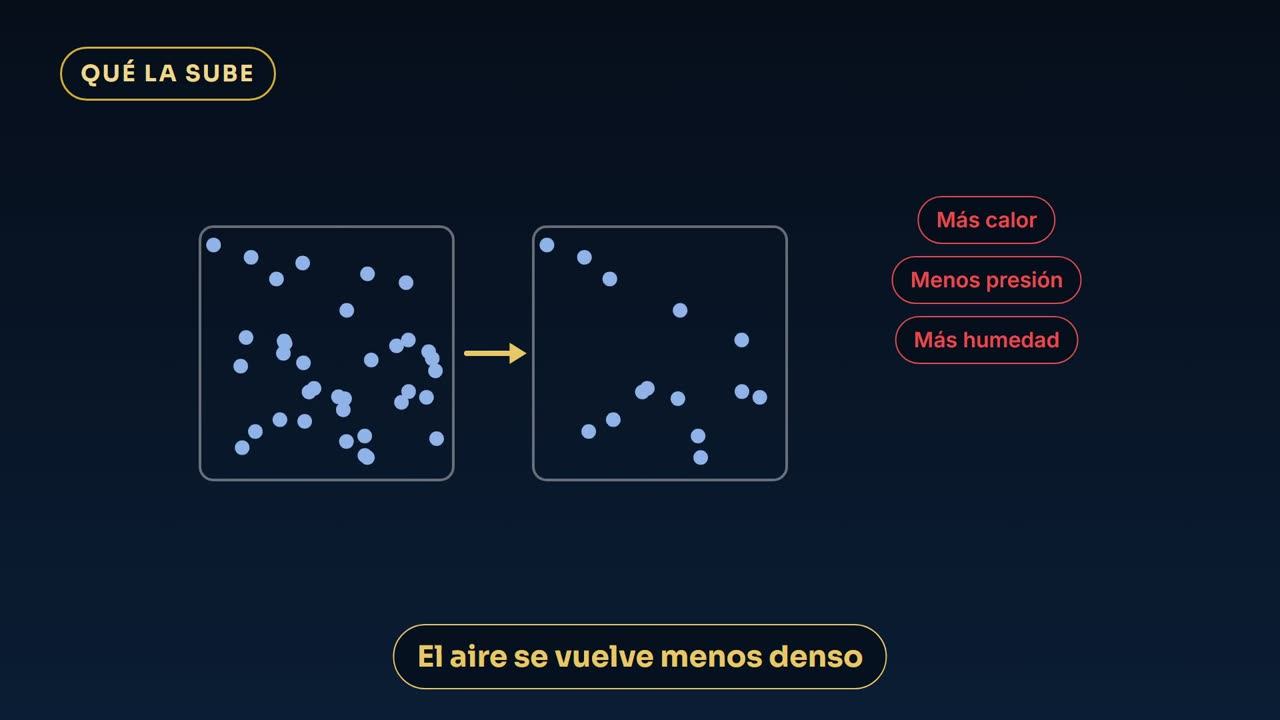 QUÉ LA SUBE
Más calor
Menos presión
Más humedad
El aire se vuelve menos denso